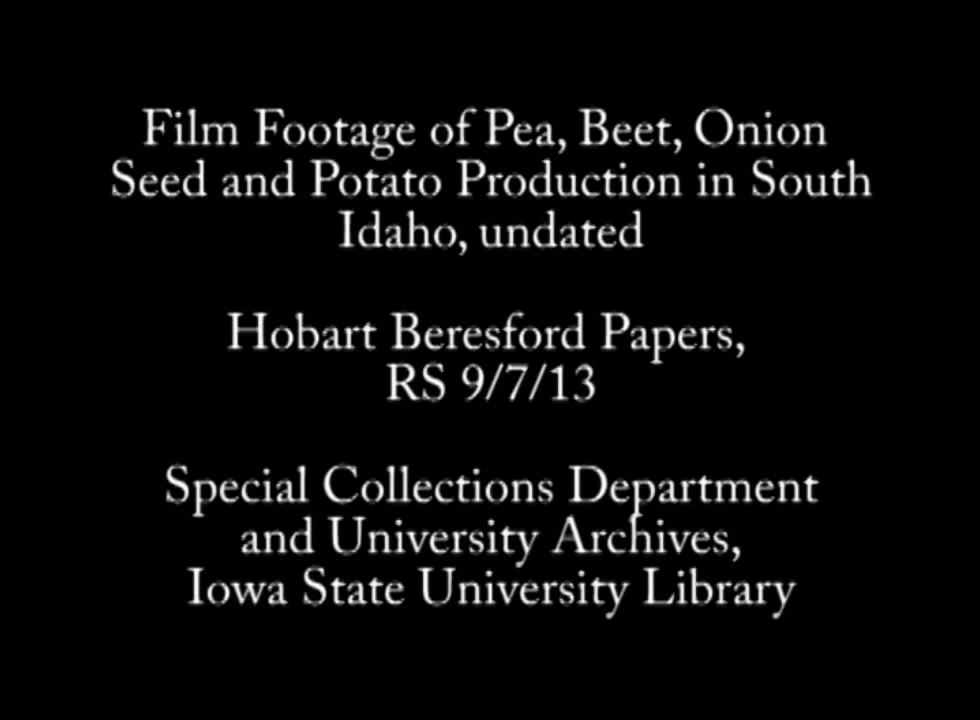 Film Footage of Pea, Beet, Onion
Seed and Potato Production in South
Idaho, undated
Hobart Beresford Papers,
RS 9/7/13
Special Collections Department
and University Archives,
Iowa State University Library